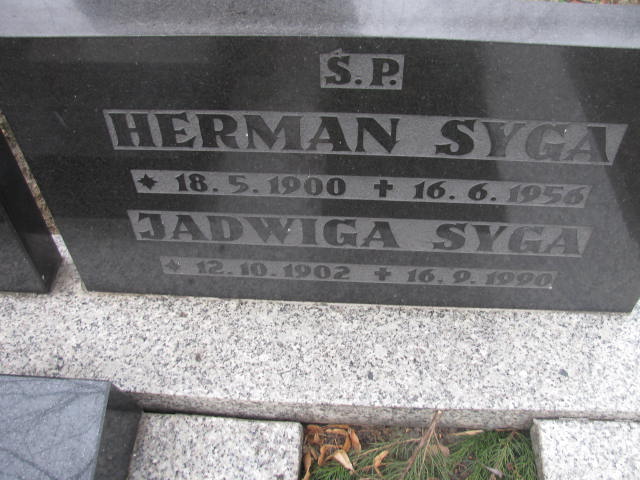 Ś.P.
HERMAN SYGA
* 18.5.1900 + 16.6.1956
JADWIGA SYGA
* 12.10.1902 + 16.9.1990